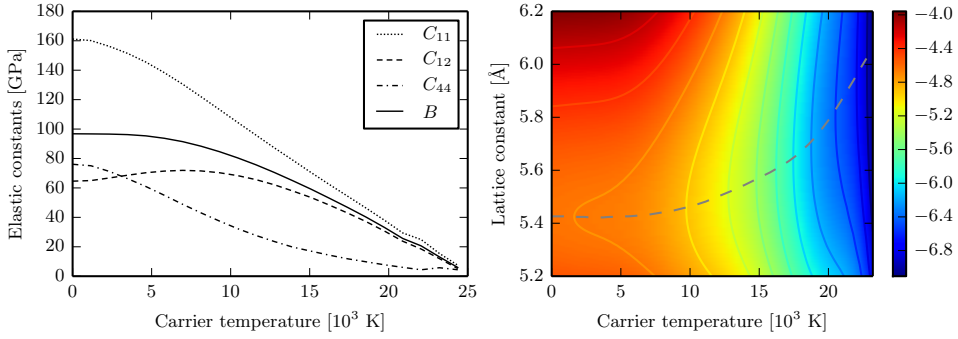 180
160
140
120
100
80
60
40
20
0
Elastic constants [GPa]
0 5 10 15 20 25
Carrier temperature [10³ K]
C₁₁
C₁₂
C₄₄
B
6.2
6.0
5.8
5.6
5.4
5.2
Lattice constant [Å]
0 5 10 15 20
Carrier temperature [10³ K]
−4.0
−4.4
−4.8
−5.2
−5.6
−6.0
−6.4
−6.8